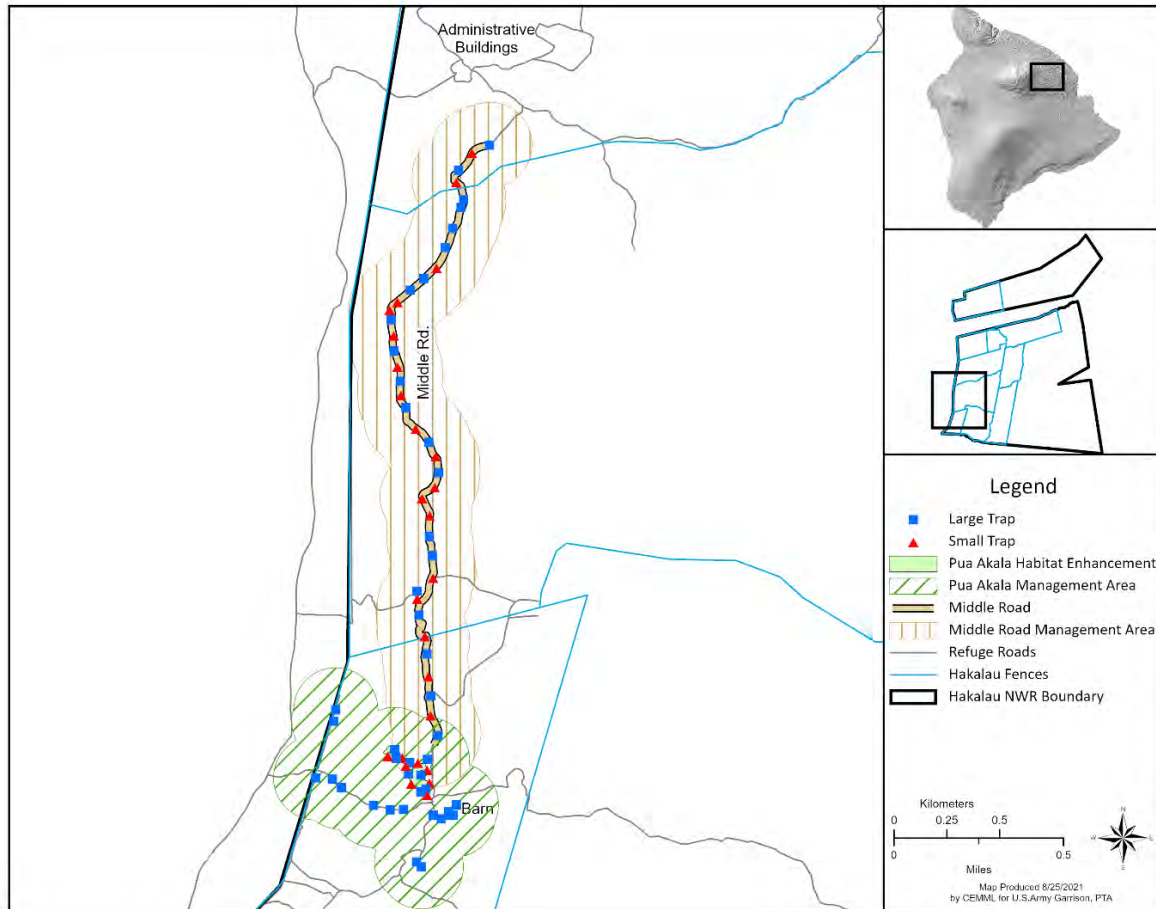 Administrative
Buildings
Middle Rd.
Barn
Legend
Large Trap
Small Trap
Pua Akala Habitat Enhancement
Pua Akala Management Area
Middle Road
Middle Road Management Area
Refuge Roads
Hakalau Fences
Hakalau NWR Boundary
Kilometers
0 0.25 0.5
0 0.5
Miles
N
W E
S
Map Produced 8/25/2021
by CEMML for U.S.Army Garrison, PTA